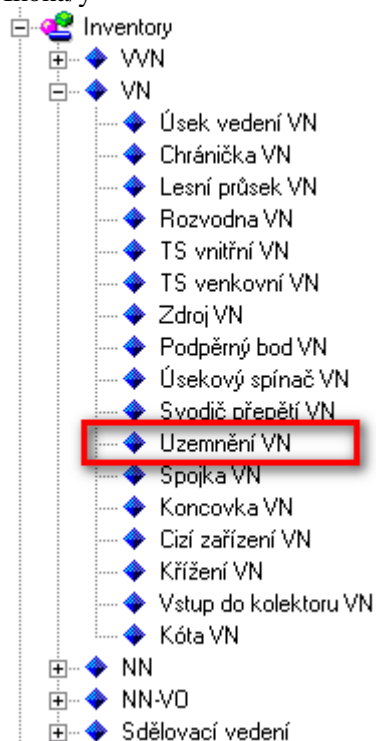 Inventory
VVN
VN
Úsek vedení VN
Chránička VN
Lesní průsek VN
Rozvodna VN
TS vnitřní VN
TS venkovní VN
Zdroj VN
Podpěrný bod VN
Úsekový spínač VN
Svodič přepětí VN
Uzemnění VN
Spojka VN
Koncovka VN
Cizí zařízení VN
Křížení VN
Vstup do kolektoru VN
Kóta VN
NN
NN-VO
Sdělovací vedení